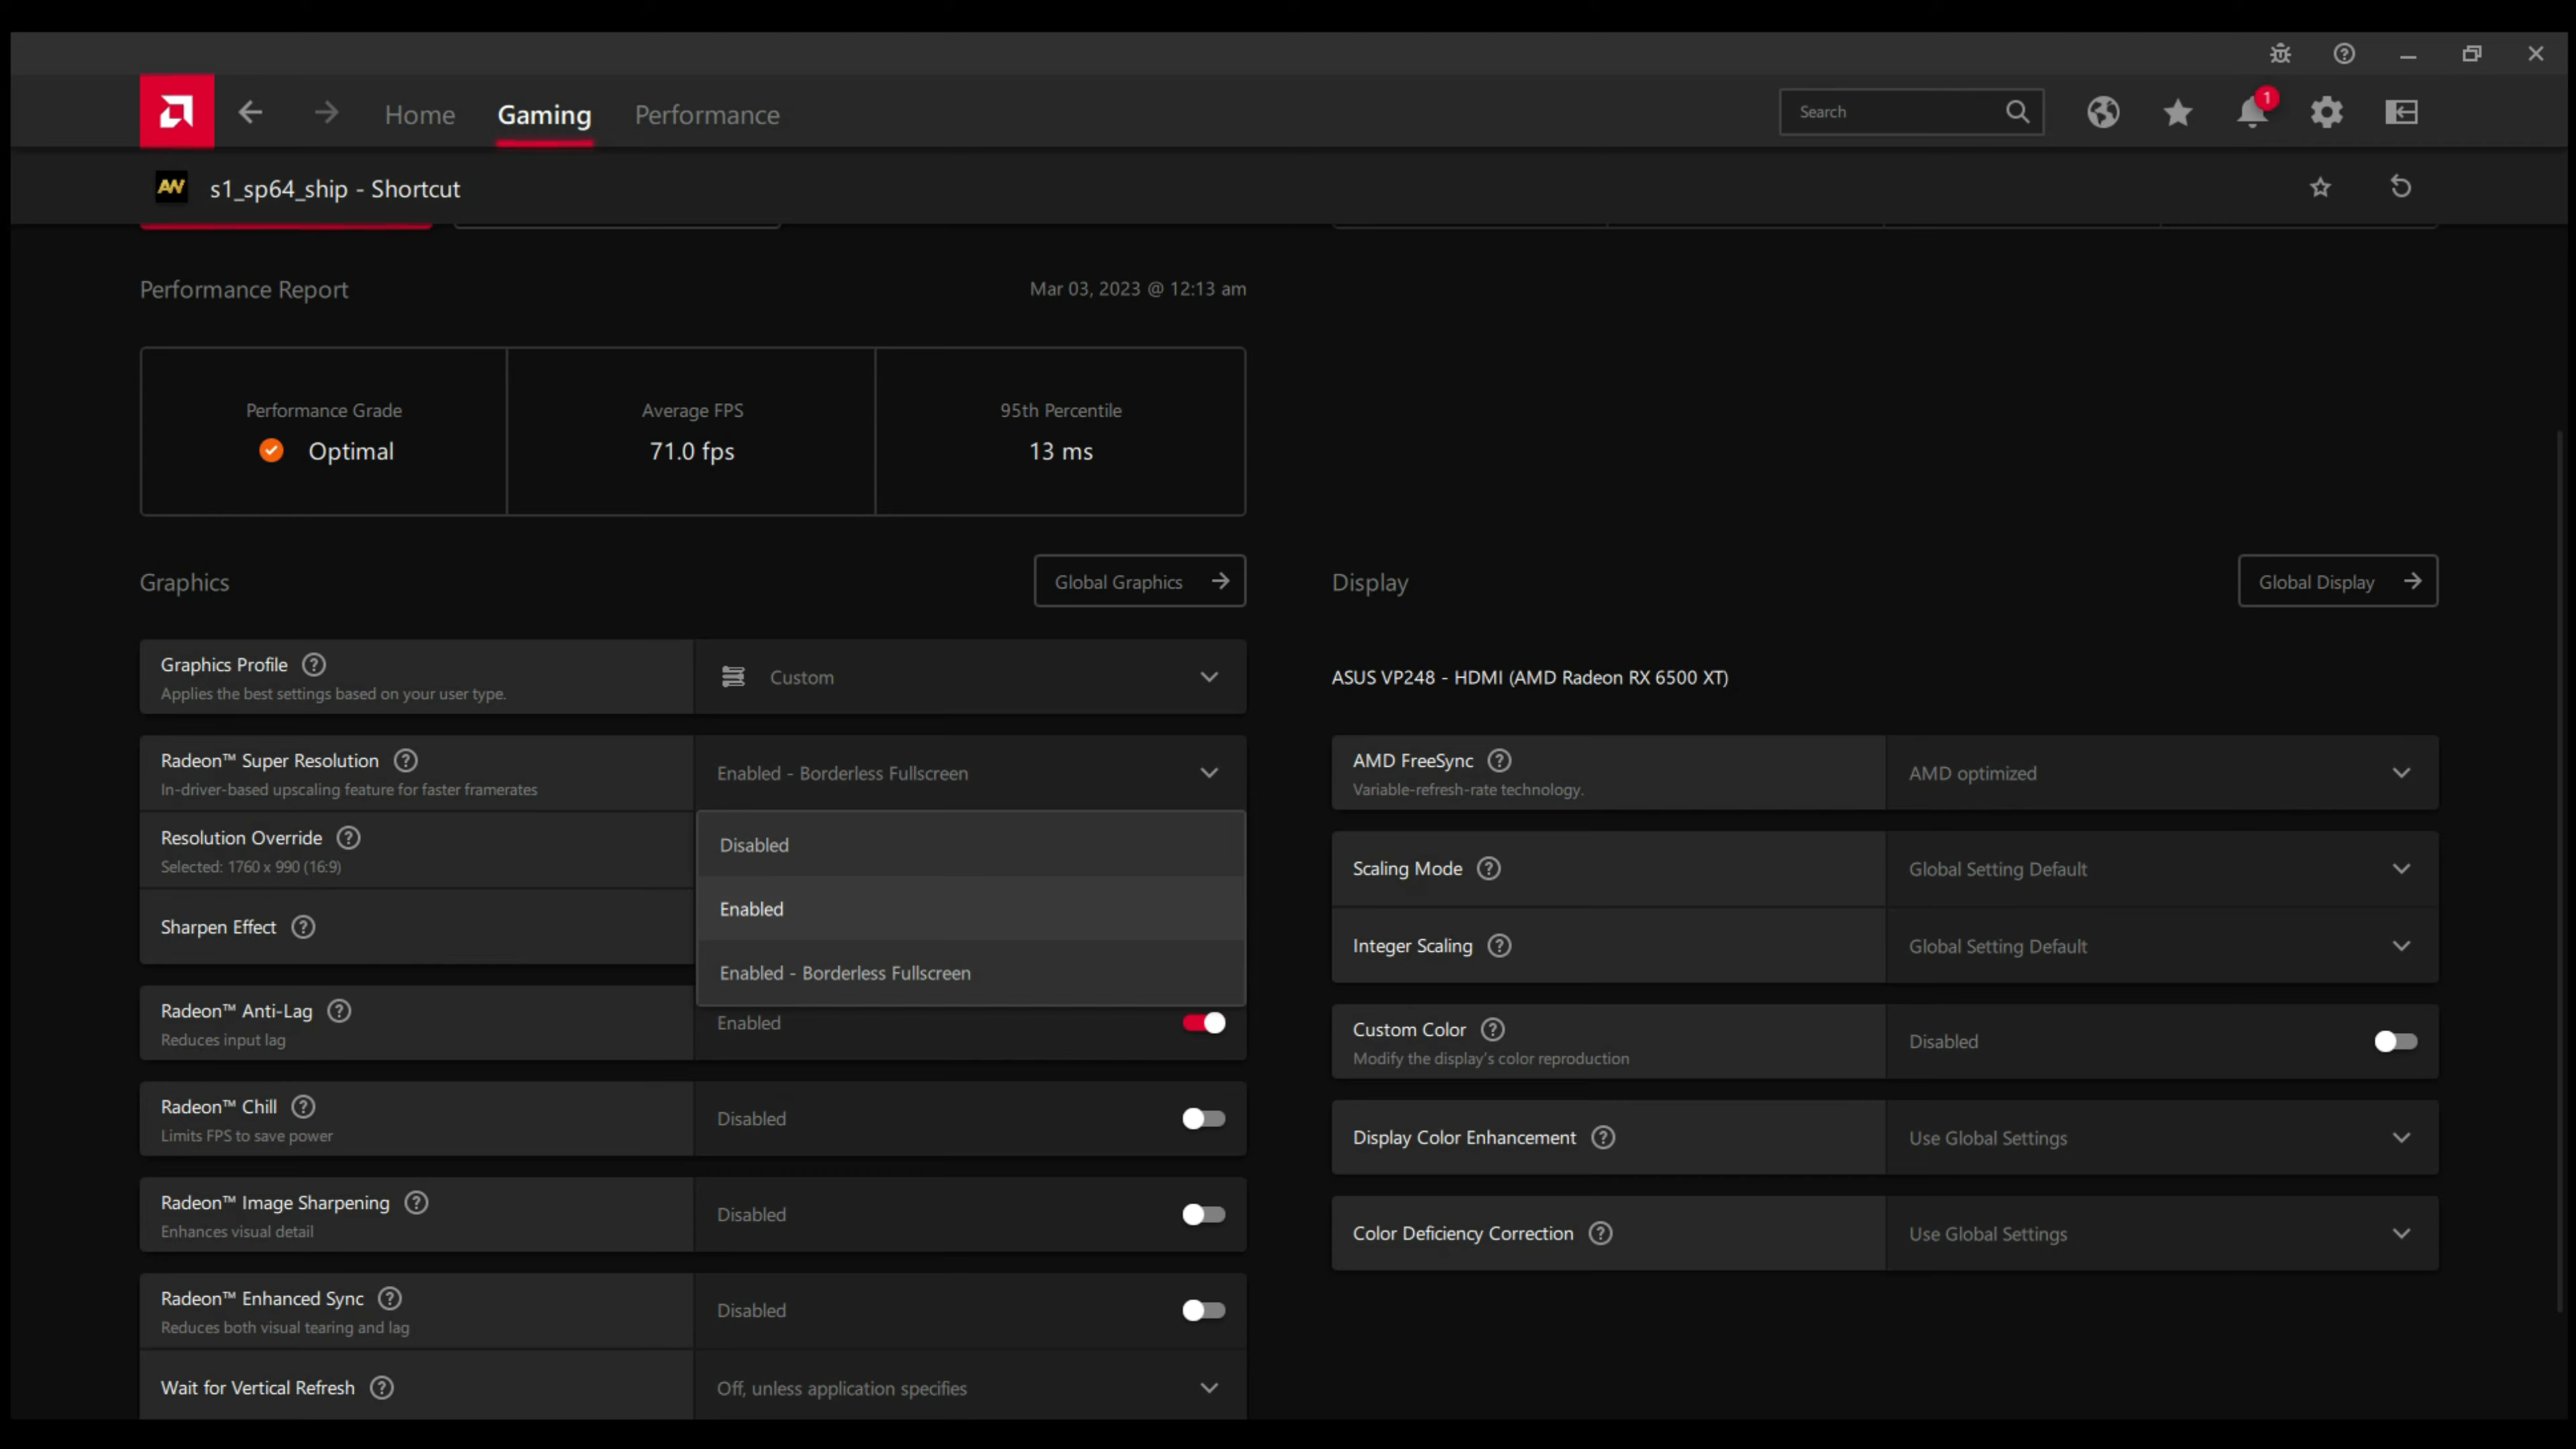 Home Gaming Performance
Search
1
AW s1_sp64_ship - Shortcut
Performance Report Mar 03, 2023 @ 12:13 am
Performance Grade
Optimal
Average FPS
71.0 fps
95th Percentile
13 ms
Graphics
Global Graphics
Graphics Profile
Applies the best settings based on your user type.
Custom
Radeon™ Super Resolution
In-driver-based upscaling feature for faster framerates
Enabled - Borderless Fullscreen
Resolution Override
Selected: 1760 x 990 (16:9)
Disabled
Enabled
Enabled - Borderless Fullscreen
Sharpen Effect
Radeon™ Anti-Lag
Reduces input lag
Enabled
Radeon™ Chill
Limits FPS to save power
Disabled
Radeon™ Image Sharpening
Enhances visual detail
Disabled
Radeon™ Enhanced Sync
Reduces both visual tearing and lag
Disabled
Wait for Vertical Refresh
Off, unless application specifies
Display
Global Display
ASUS VP248 - HDMI (AMD Radeon RX 6500 XT)
AMD FreeSync
Variable-refresh-rate technology.
AMD optimized
Scaling Mode
Global Setting Default
Integer Scaling
Global Setting Default
Custom Color
Modify the display's color reproduction
Disabled
Display Color Enhancement
Use Global Settings
Color Deficiency Correction
Use Global Settings